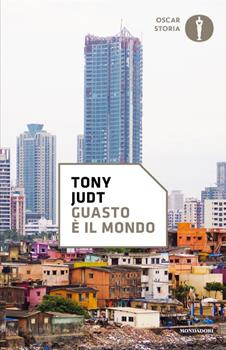 OSCAR
STORIA
TONY
JUDT
GUASTO
È IL MONDO
MONDADORI